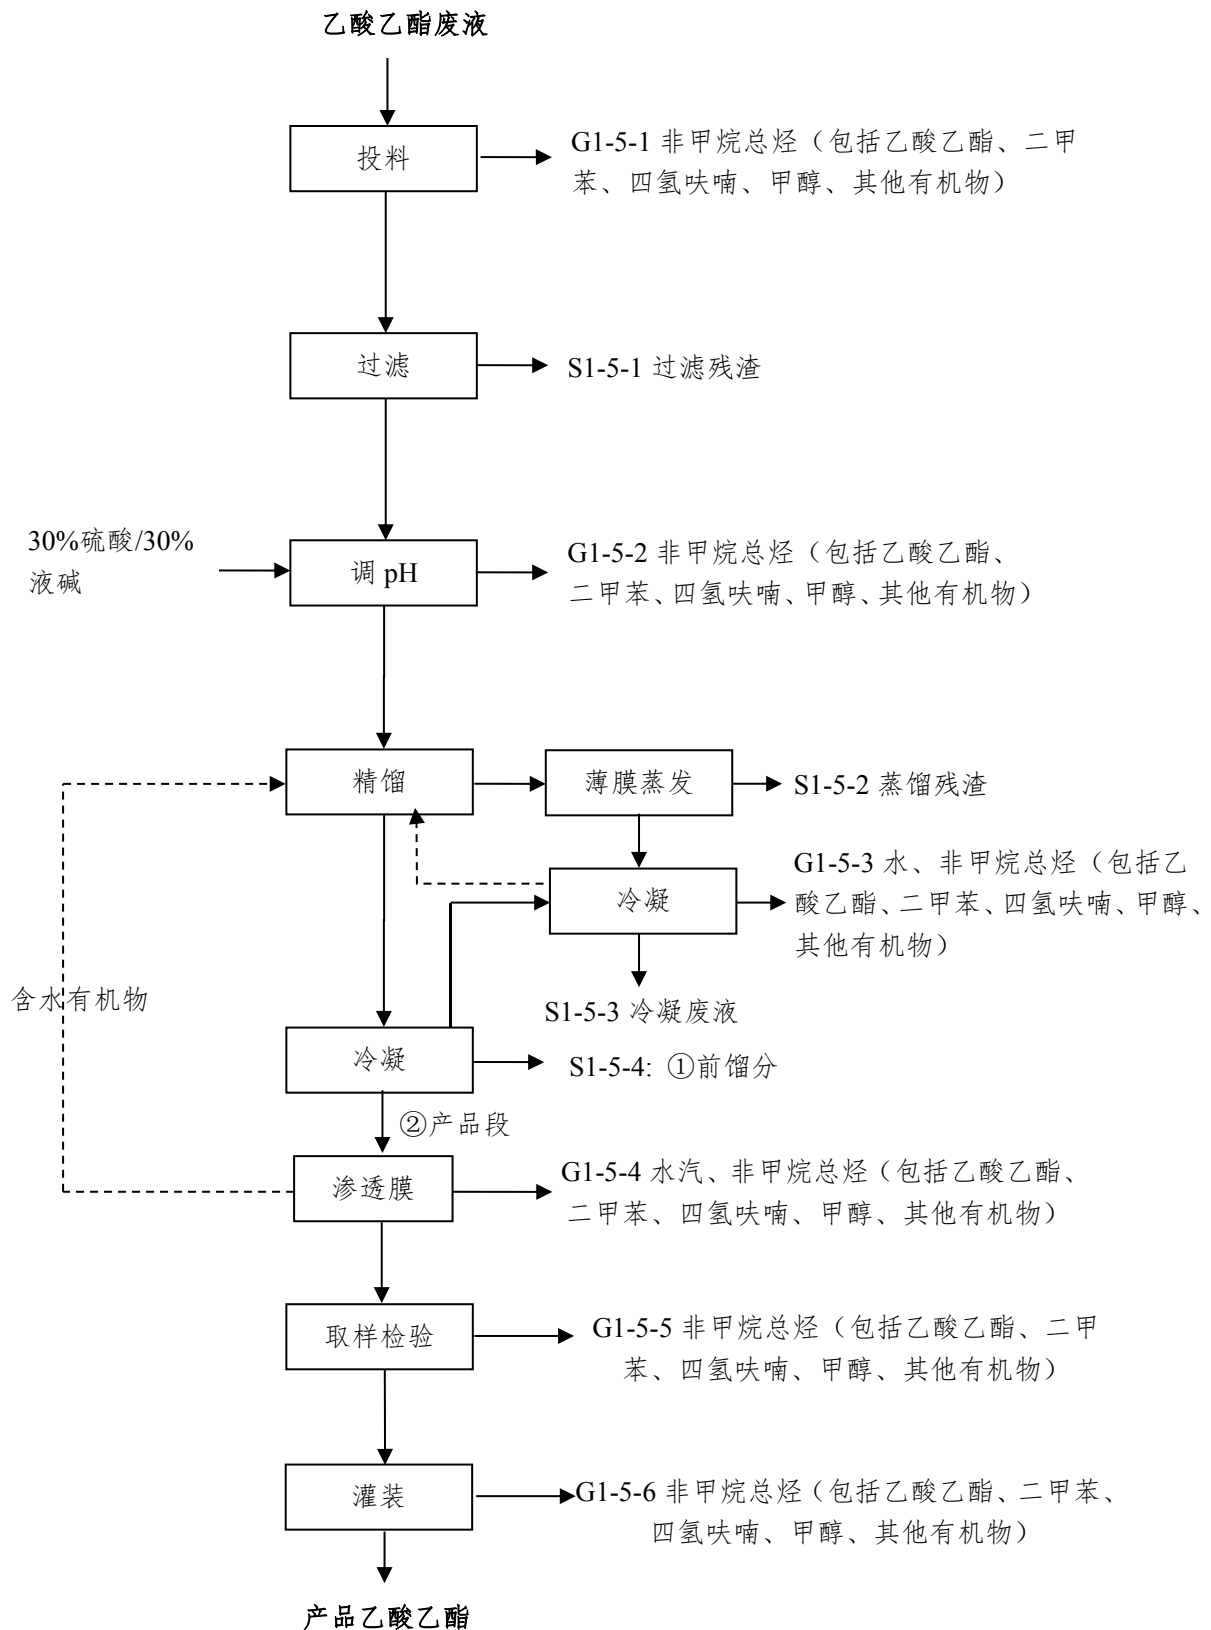 乙酸乙酯废液
投料
G1-5-1 非甲烷总烃（包括乙酸乙酯、二甲
苯、四氢呋喃、甲醇、其他有机物）
过滤
S1-5-1 过滤残渣
30%硫酸/30%
液碱
调 pH
G1-5-2 非甲烷总烃（包括乙酸乙酯、
二甲苯、四氢呋喃、甲醇、其他有机物）
精馏
薄膜蒸发
S1-5-2 蒸馏残渣
冷凝
G1-5-3 水、非甲烷总烃（包括乙
酸乙酯、二甲苯、四氢呋喃、甲醇、
其他有机物）
含水有机物
S1-5-3 冷凝废液
冷凝
S1-5-4: ①前馏分
②产品段
渗透膜
G1-5-4 水汽、非甲烷总烃（包括乙酸乙酯、
二甲苯、四氢呋喃、甲醇、其他有机物）
取样检验
G1-5-5 非甲烷总烃（包括乙酸乙酯、二甲
苯、四氢呋喃、甲醇、其他有机物）
灌装
G1-5-6 非甲烷总烃（包括乙酸乙酯、二甲苯、
四氢呋喃、甲醇、其他有机物）
产品乙酸乙酯